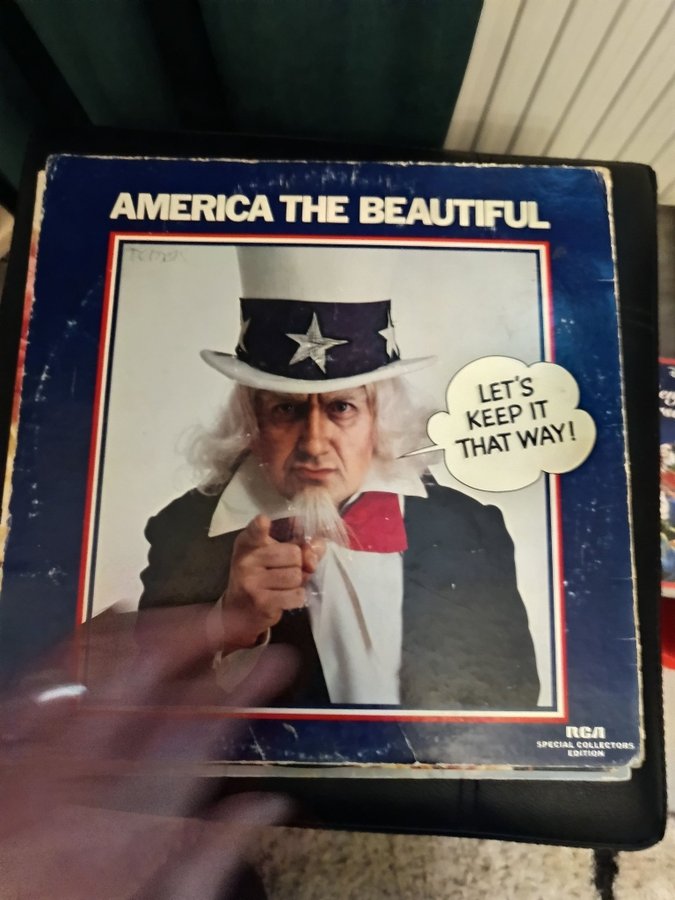 AMERICA THE BEAUTIFUL
LET'S
KEEP IT
THAT WAY!
RCA
SPECIAL COLLECTORS
EDITION